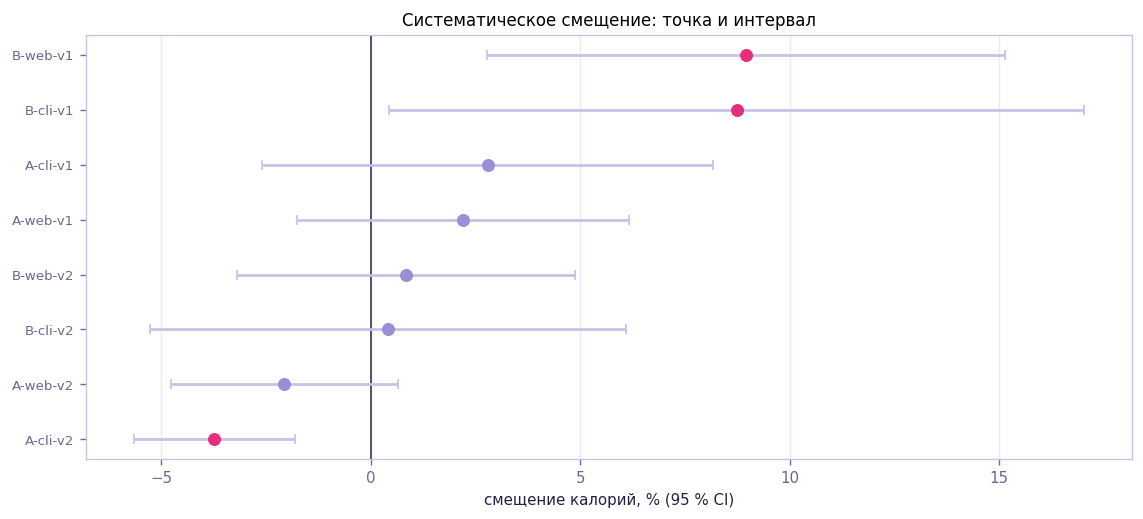 Систематическое смещение: точка и интервал
B-web-v1
B-cli-v1
A-cli-v1
A-web-v1
B-web-v2
B-cli-v2
A-web-v2
A-cli-v2
−5 0 5 10 15
смещение калорий, % (95 % CI)